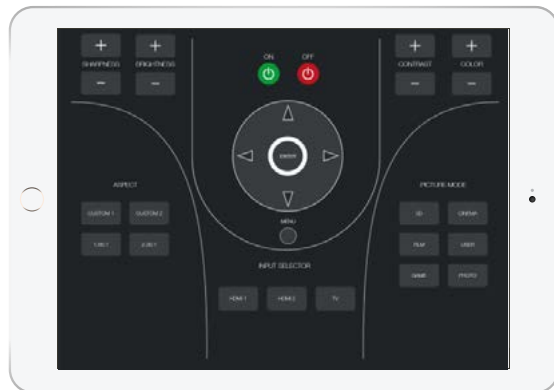 ON OFF
SHARPNESS BRIGHTNESS CONTRAST COLOR
ENTER
ASPECT PICTURE MODE
MENU
CUSTOM 1 CUSTOM 2 3D CINEMA
FILM USER
INPUT SELECTOR
GAME PHOTO
HDMI 1 HDMI 2 TV